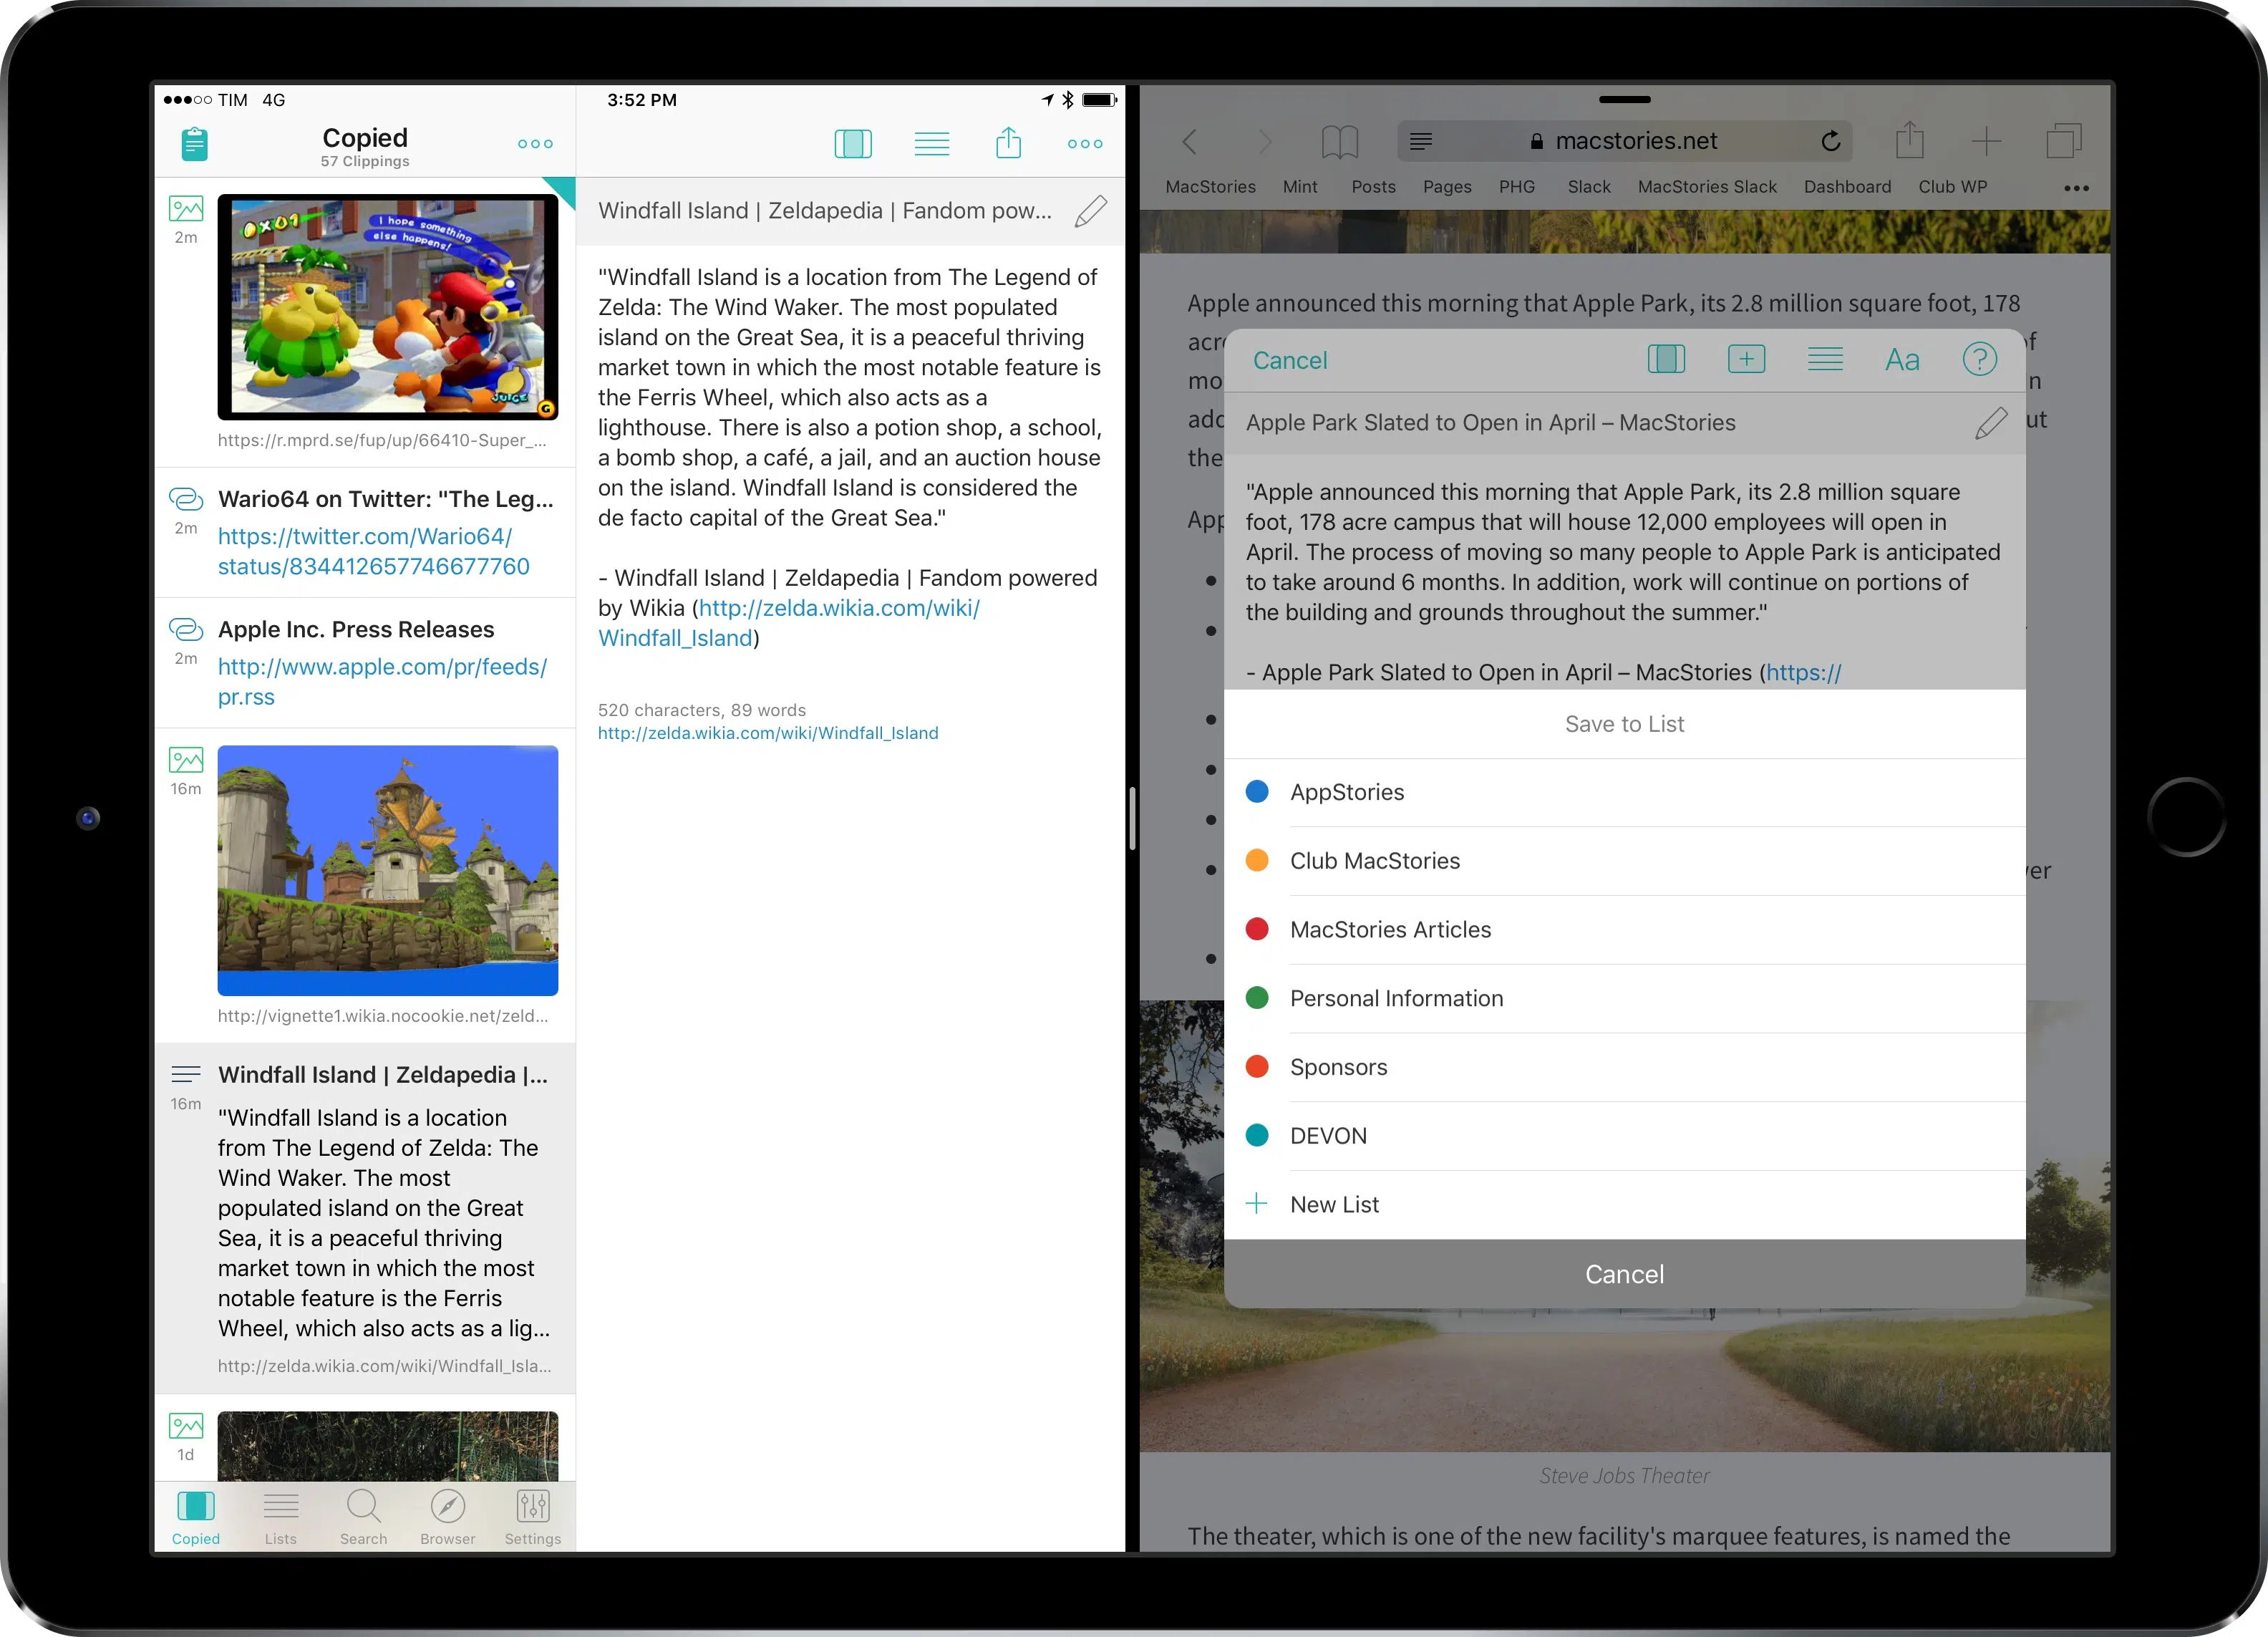 TIM 4G
Copied
57 Clippings
2m
0x01
I hope something
else happens!
JUICE
G
https://r.mprd.se/fup/up/66410-Super_...
Wario64 on Twitter: "The Leg...
2m
https://twitter.com/Wario64/
status/834412657746677760
Apple Inc. Press Releases
2m
http://www.apple.com/pr/feeds/
pr.rss
16m
http://vignette1.wikia.nocookie.net/zeld...
Windfall Island | Zeldapedia |...
16m
"Windfall Island is a location
from The Legend of Zelda: The
Wind Waker. The most
populated island on the Great
Sea, it is a peaceful thriving
market town in which the most
notable feature is the Ferris
Wheel, which also acts as a lig...
http://zelda.wikia.com/wiki/Windfall_Isla...
1d
Copied
Lists
Search
Browser
Settings
3:52 PM
Windfall Island | Zeldapedia | Fandom pow...
"Windfall Island is a location from The Legend of
Zelda: The Wind Waker. The most populated
island on the Great Sea, it is a peaceful thriving
market town in which the most notable feature is
the Ferris Wheel, which also acts as a
lighthouse. There is also a potion shop, a school,
a bomb shop, a café, a jail, and an auction house
on the island. Windfall Island is considered the
de facto capital of the Great Sea."
- Windfall Island | Zeldapedia | Fandom powered
by Wikia (http://zelda.wikia.com/wiki/
Windfall_Island)
520 characters, 89 words
http://zelda.wikia.com/wiki/Windfall_Island
macstories.net
MacStories Mint Posts Pages PHG Slack MacStories Slack Dashboard Club WP
Apple announced this morning that Apple Park, its 2.8 million square foot, 178
Cancel
Aa
?
Apple Park Slated to Open in April – MacStories
the
"Apple announced this morning that Apple Park, its 2.8 million square
foot, 178 acre campus that will house 12,000 employees will open in
April. The process of moving so many people to Apple Park is anticipated
to take around 6 months. In addition, work will continue on portions of
the building and grounds throughout the summer."
- Apple Park Slated to Open in April – MacStories (https://
Save to List
AppStories
Club MacStories
MacStories Articles
Personal Information
Sponsors
DEVON
New List
Cancel
Steve Jobs Theater
The theater, which is one of the new facility's marquee features, is named the